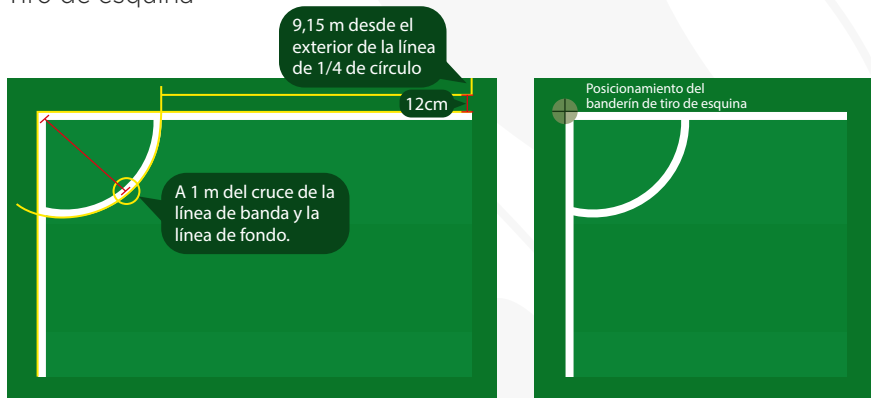 Tiro de esquina
9,15 m desde el
exterior de la línea
de 1/4 de círculo
12cm
A 1 m del cruce de la
línea de banda y la
línea de fondo.
Posicionamiento del
banderín de tiro de esquina